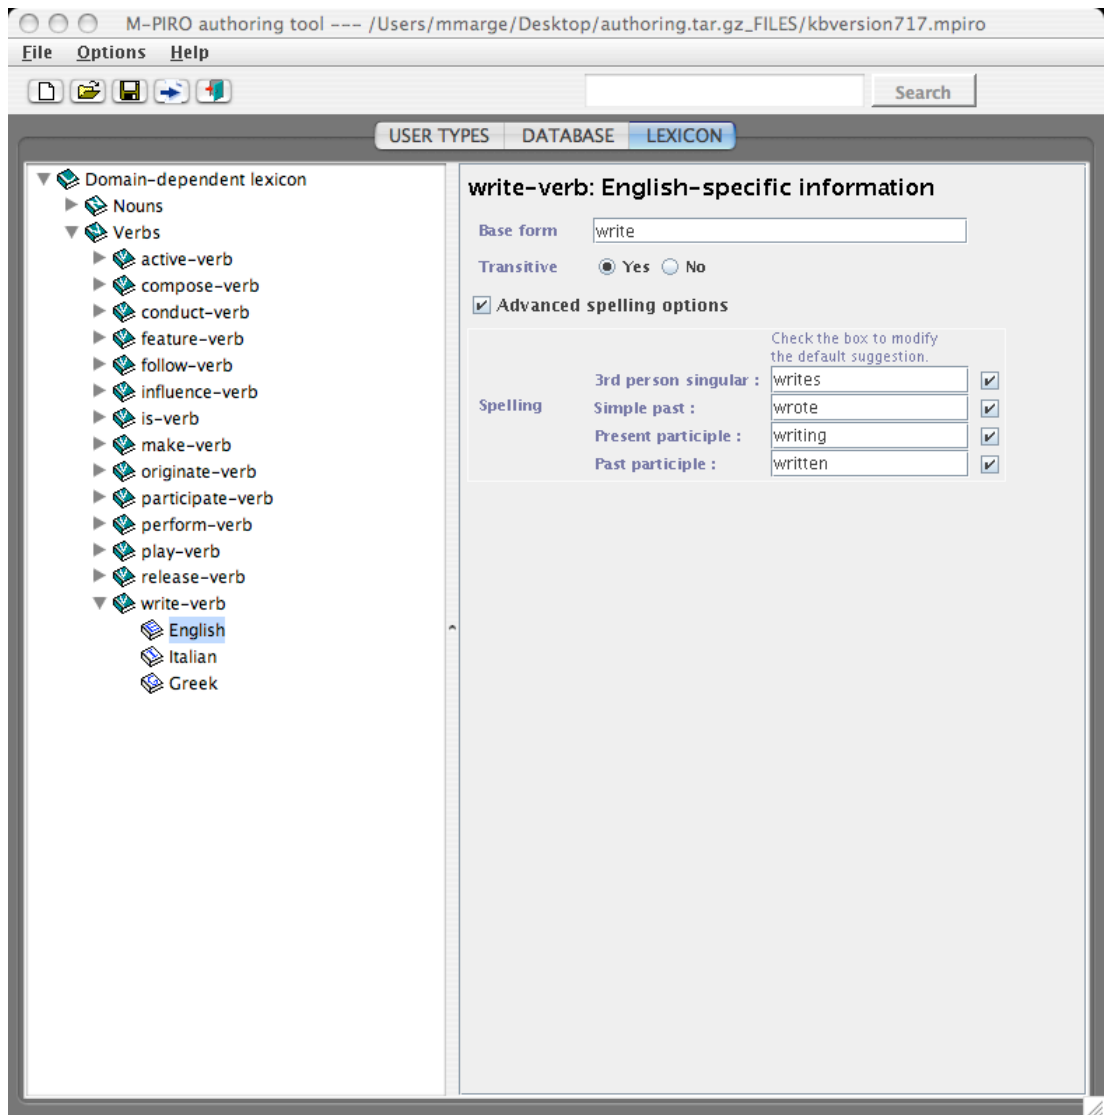 M-PIRO authoring tool --- /Users/mmarge/Desktop/authoring.tar.gz_FILES/kbversion717.mpiro
File Options Help
Search
USER TYPES DATABASE LEXICON
Domain-dependent lexicon
Nouns
Verbs
active-verb
compose-verb
conduct-verb
feature-verb
follow-verb
influence-verb
is-verb
make-verb
originate-verb
participate-verb
perform-verb
play-verb
release-verb
write-verb
English
Italian
Greek
write-verb: English-specific information
Base form write
Transitive Yes No
Advanced spelling options
Check the box to modify
the default suggestion.
Spelling
3rd person singular : writes
Simple past : wrote
Present participle : writing
Past participle : written